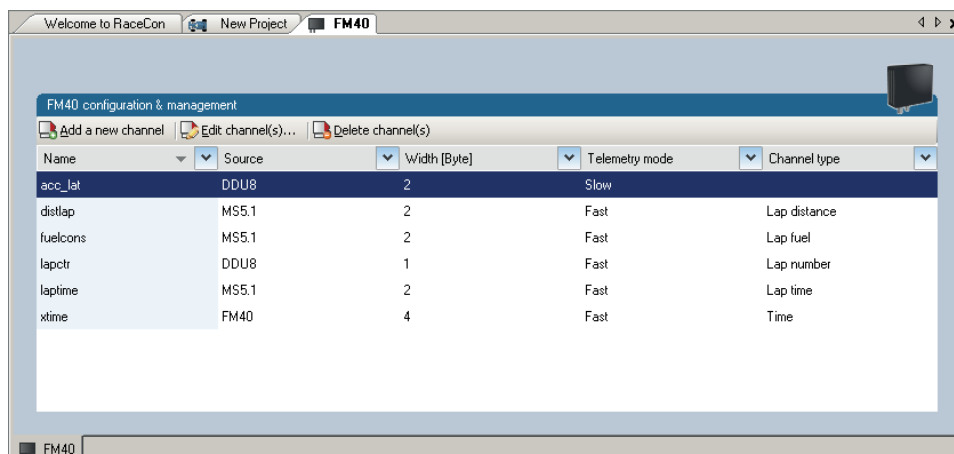 Welcome to RaceCon New Project FM40
FM40 configuration & management
Add a new channel Edit channel(s)... Delete channel(s)
Name Source Width [Byte] Telemetry mode Channel type
acc_lat DDU8 2 Slow
distlap MS5.1 2 Fast Lap distance
fuelcons MS5.1 2 Fast Lap fuel
lapctr DDU8 1 Fast Lap number
laptime MS5.1 2 Fast Lap time
xtime FM40 4 Fast Time
FM40